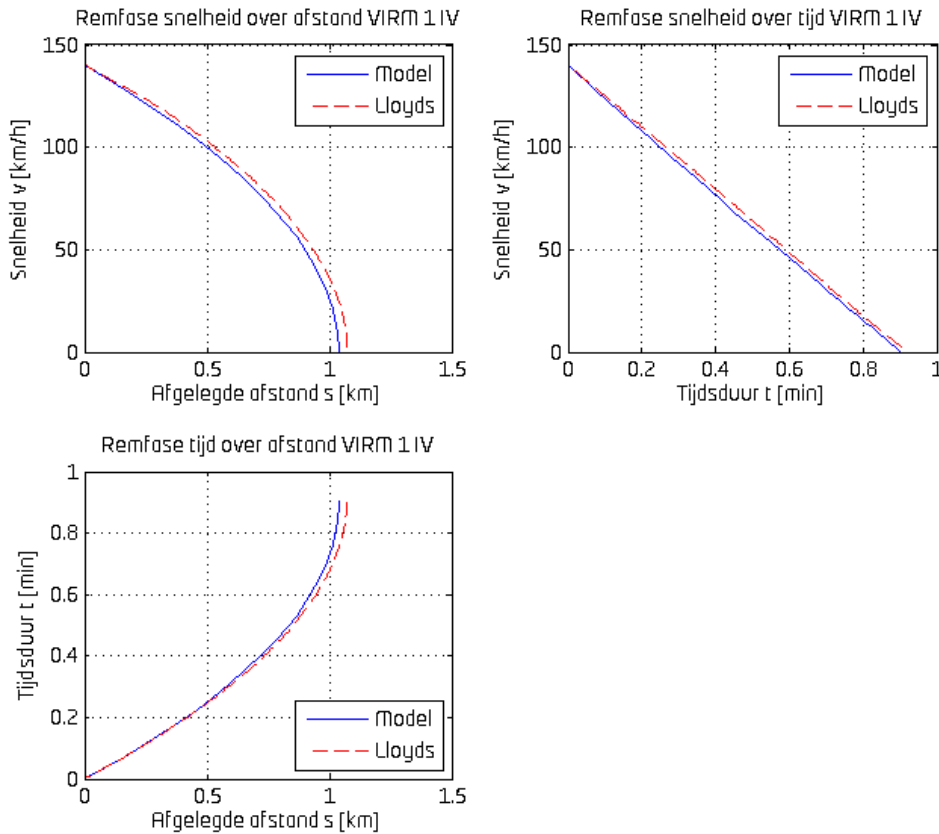 Remfase snelheid over afstand VIRM 1 IV
150
100
50
0
Snelheid v [km/h]
Model
Lloyds
0
0.5
1
1.5
Afgelegde afstand s [km]
Remfase snelheid over tijd VIRM 1 IV
150
100
50
0
Snelheid v [km/h]
Model
Lloyds
0
0.2
0.4
0.6
0.8
1
Tijdsduur t [min]
Remfase tijd over afstand VIRM 1 IV
1
0.8
0.6
0.4
0.2
0
Tijdsduur t [min]
Model
Lloyds
0
0.5
1
1.5
Afgelegde afstand s [km]